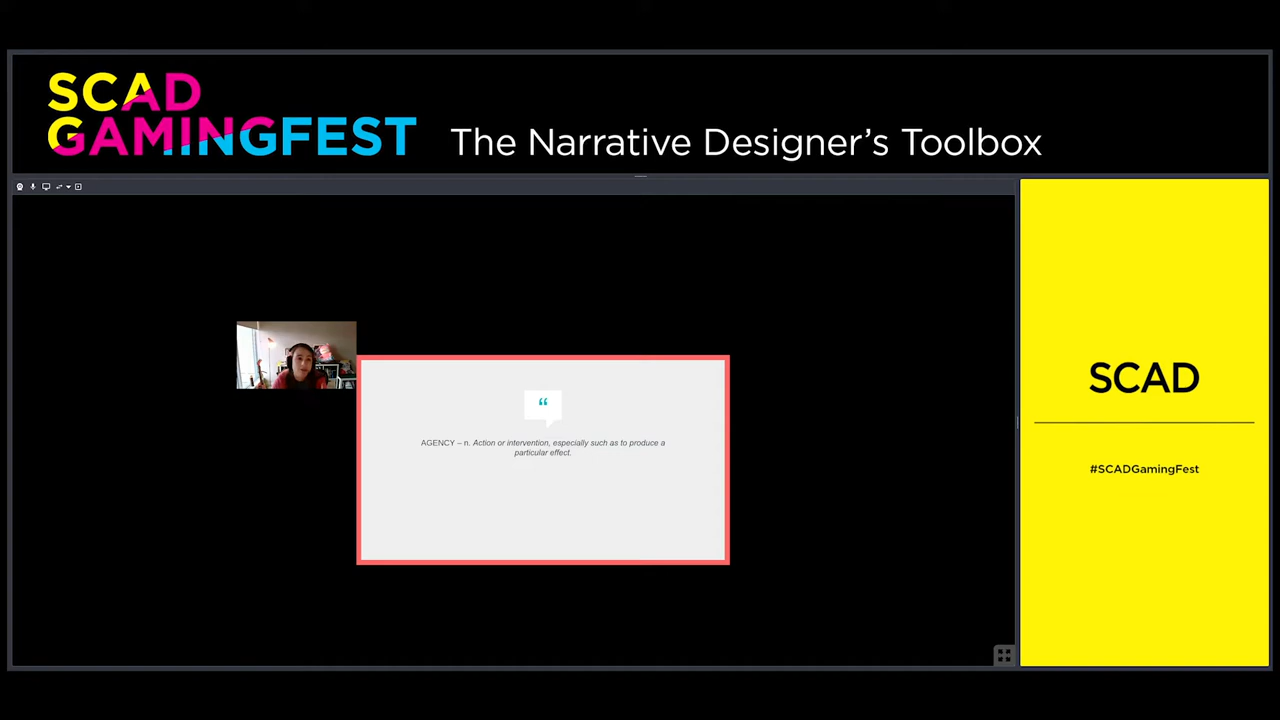 SCAD
GAMINGFEST
The Narrative Designer's Toolbox
“
AGENCY – n. Action or intervention, especially such as to produce a
particular effect.
SCAD
#SCADGamingFest